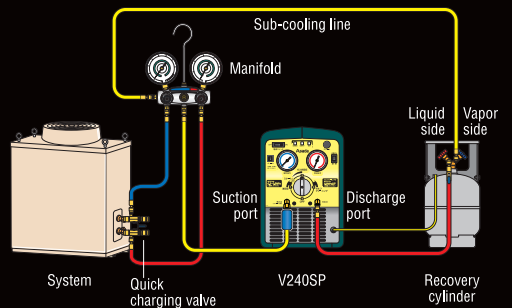 Sub-cooling line
Manifold
Liquid
side
Vapor
side
Asada
Suction
port
Discharge
port
System
Quick
charging valve
V240SP
Recovery
cylinder